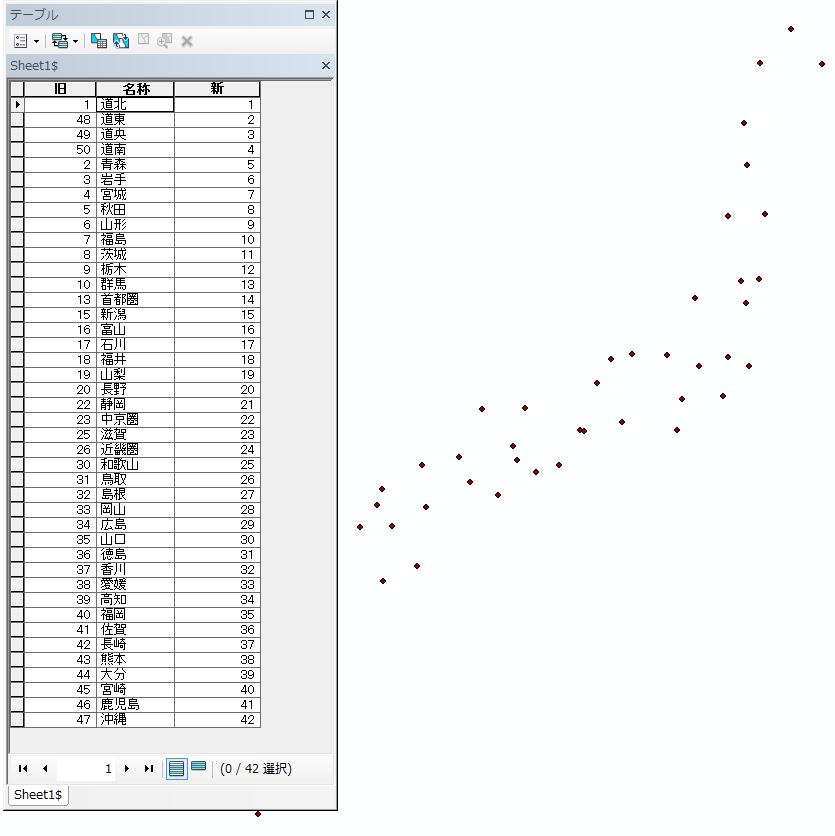 テーブル
Sheet1$
旧 名称 新
1 道北 1
48 道東 2
49 道央 3
50 道南 4
2 青森 5
3 岩手 6
4 宮城 7
5 秋田 8
6 山形 9
7 福島 10
8 茨城 11
9 栃木 12
10 群馬 13
13 首都圏 14
15 新潟 15
16 富山 16
17 石川 17
18 福井 18
19 山梨 19
20 長野 20
22 静岡 21
23 中京圏 22
25 滋賀 23
26 近畿圏 24
30 和歌山 25
31 鳥取 26
32 島根 27
33 岡山 28
34 広島 29
35 山口 30
36 徳島 31
37 香川 32
38 愛媛 33
39 高知 34
40 福岡 35
41 佐賀 36
42 長崎 37
43 熊本 38
44 大分 39
45 宮崎 40
46 鹿児島 41
47 沖縄 42
1 (0 / 42 選択)
Sheet1$